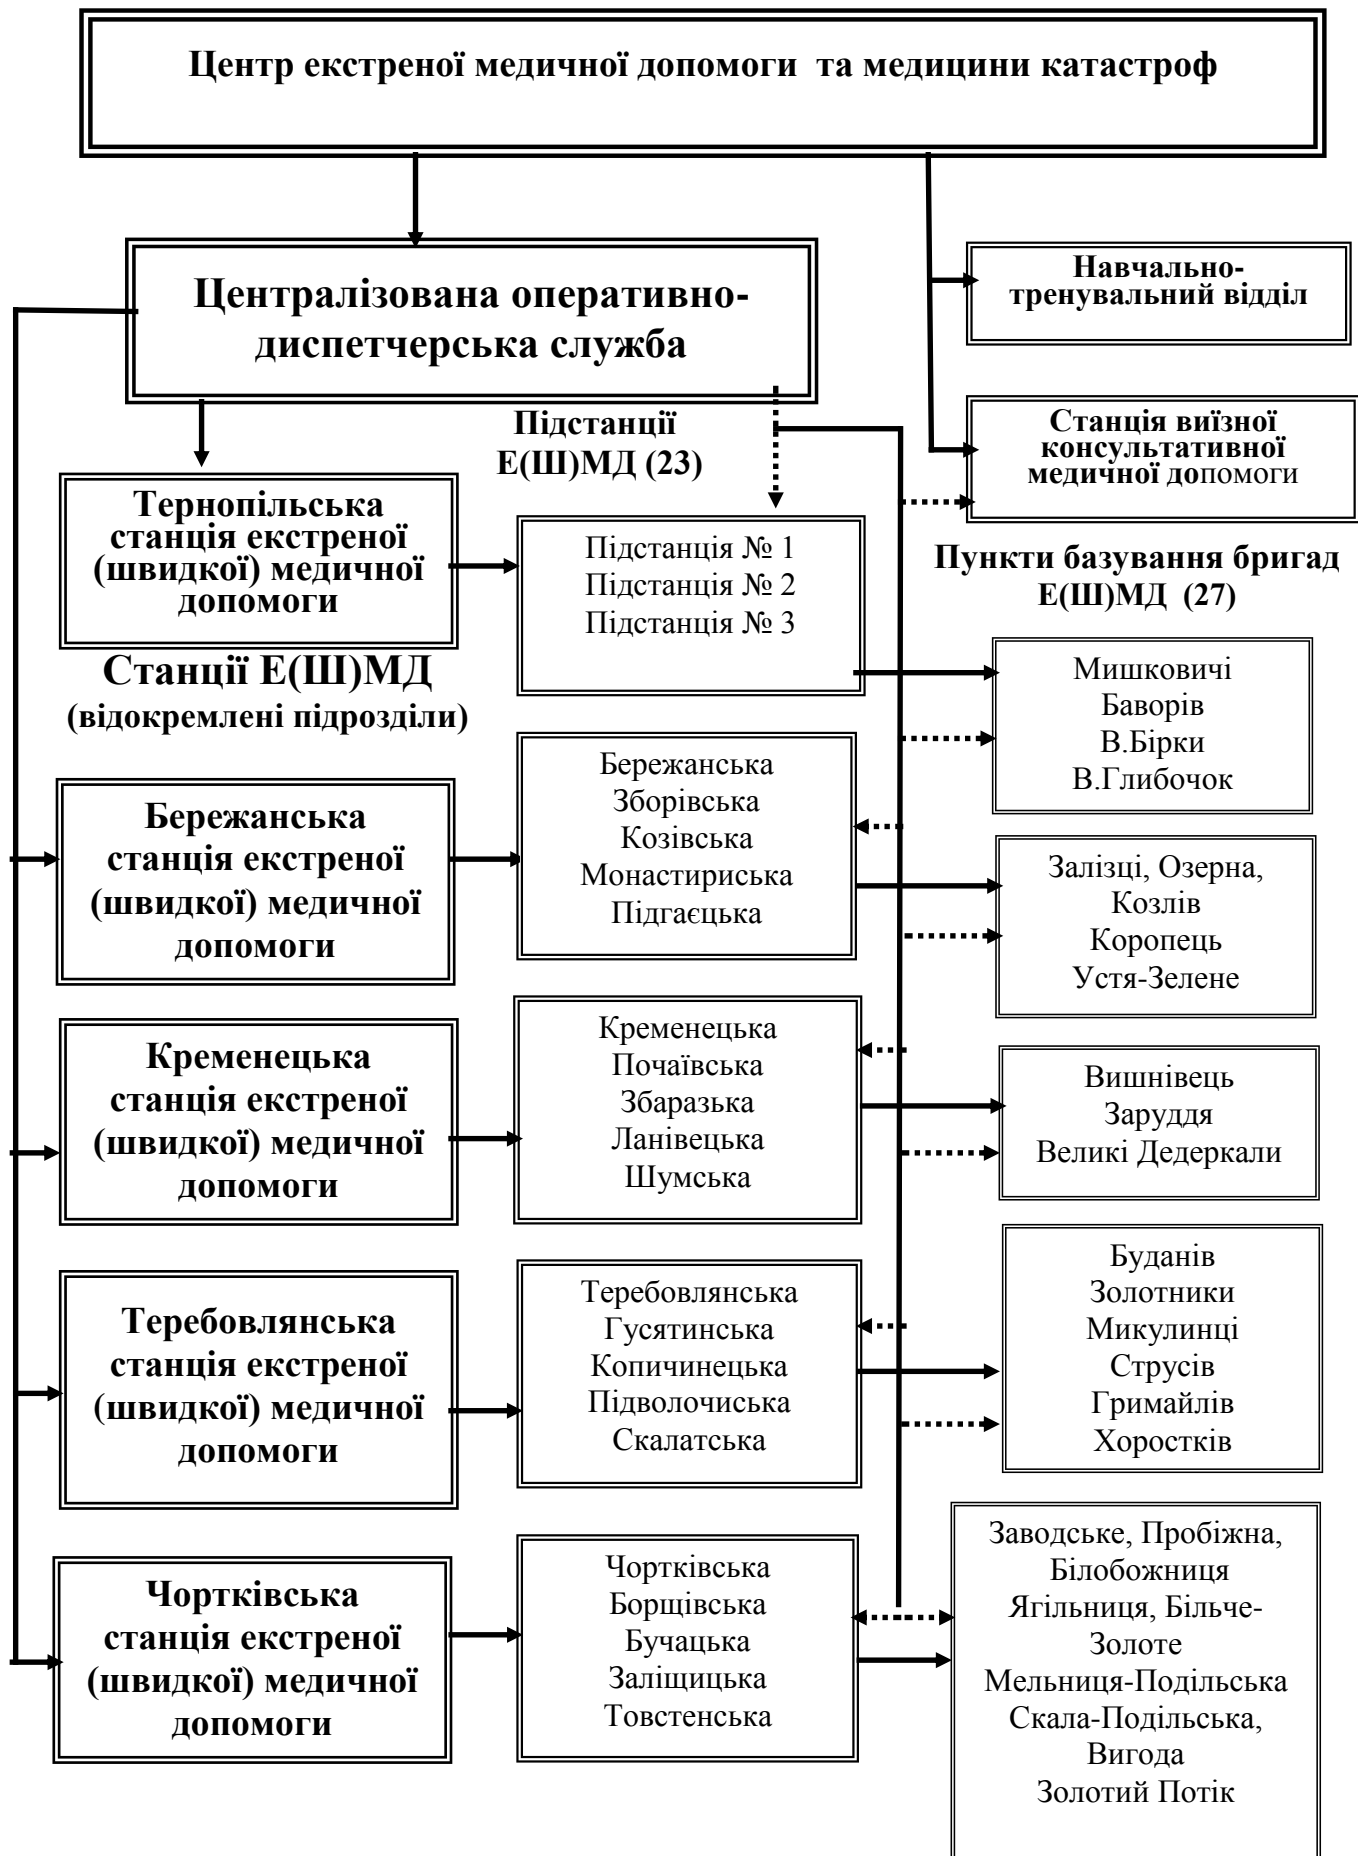 Центр екстреної медичної допомоги та медицини катастроф
Централізована оперативно-
диспетчерська служба
Навчально-
тренувальний відділ
Станція виїзної
консультативної
медичної допомоги
Підстанції
Е(Ш)МД (23)
Тернопільська
станція екстреної
(швидкої) медичної
допомоги
Підстанція № 1
Підстанція № 2
Підстанція № 3
Пункти базування бригад
Е(Ш)МД (27)
Станції Е(Ш)МД
(відокремлені підрозділи)
Мишковичі
Баворів
В.Бірки
В.Глибочок
Бережанська
станція екстреної
(швидкої) медичної
допомоги
Бережанська
Зборівська
Козівська
Монастириська
Підгаєцька
Залізці, Озерна,
Козлів
Коропець
Устя-Зелене
Кременецька
станція екстреної
(швидкої) медичної
допомоги
Кременецька
Почаївська
Збаразька
Ланівецька
Шумська
Вишнівець
Заруддя
Великі Дедеркали
Теребовлянська
станція екстреної
(швидкої) медичної
допомоги
Теребовлянська
Гусятинська
Копичинецька
Підволочиська
Скалатська
Буданів
Золотники
Микулинці
Струсів
Гримайлів
Хоростків
Чортківська
станція екстреної
(швидкої) медичної
допомоги
Чортківська
Борщівська
Бучацька
Заліщицька
Товстенська
Заводське, Пробіжна,
Білобожниця
Ягільниця, Більче-
Золоте
Мельниця-Подільська
Скала-Подільська,
Вигода
Золотий Потік